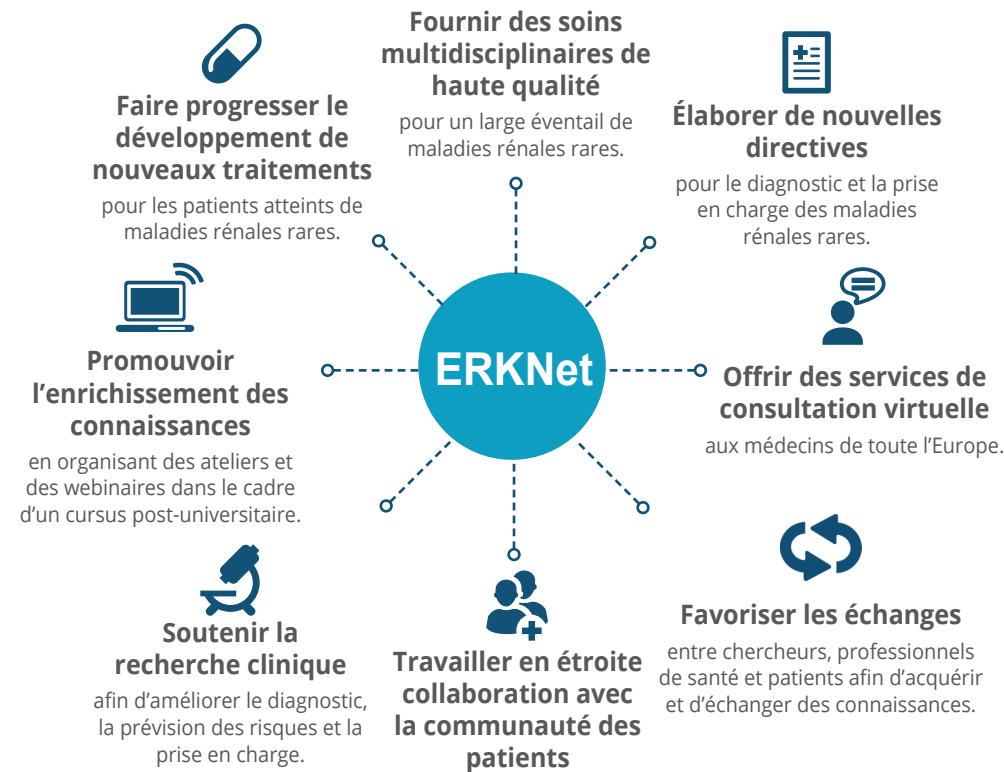 Fournir des soins
multidisciplinaires de
haute qualité
pour un large éventail de
maladies rénales rares.
Faire progresser le
développement de
nouveaux traitements
pour les patients atteints de
maladies rénales rares.
Élaborer de nouvelles
directives
pour le diagnostic et la prise
en charge des maladies
rénales rares.
ERKNet
Promouvoir
l’enrichissement des
connaissances
en organisant des ateliers et
des webinaires dans le cadre
d’un cursus post-universitaire.
Offrir des services de
consultation virtuelle
aux médecins de toute l’Europe.
Soutenir la
recherche clinique
afin d’améliorer le diagnostic,
la prévision des risques et la
prise en charge.
Travailler en étroite
collaboration avec
la communauté des
patients
Favoriser les échanges
entre chercheurs, professionnels
de santé et patients afin d’acquérir
et d’échanger des connaissances.